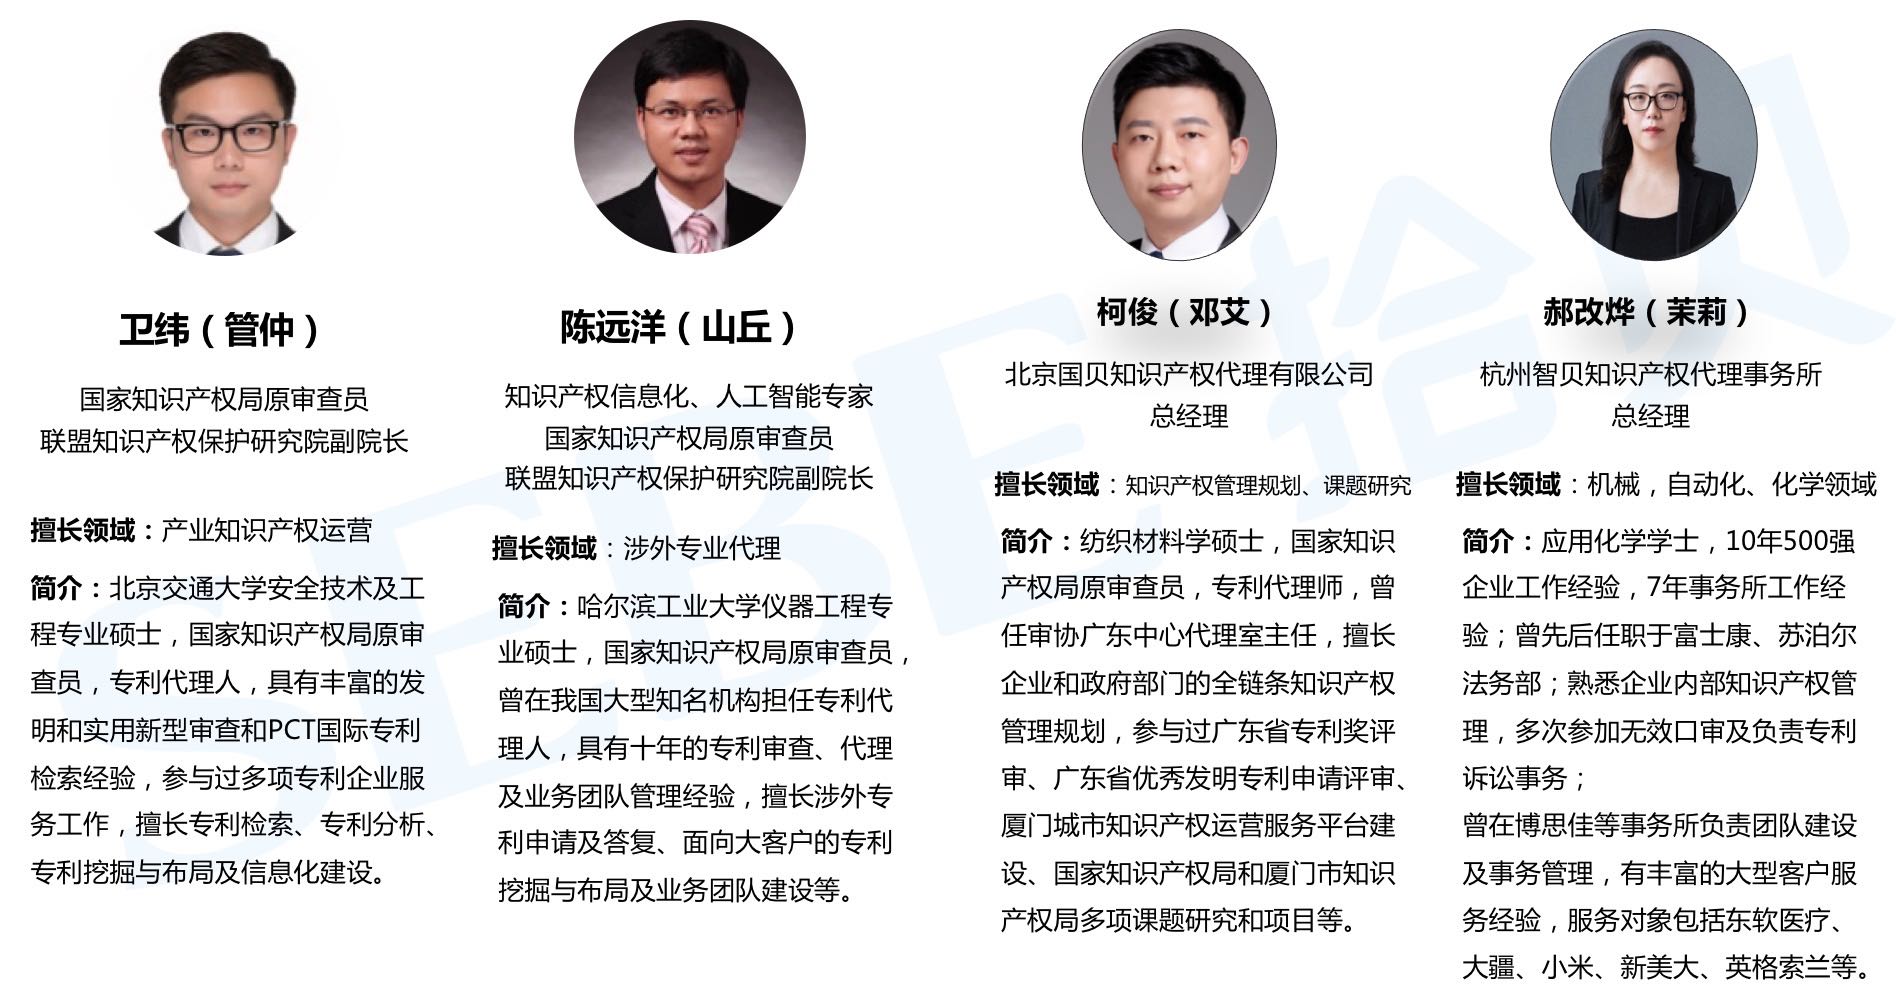 卫纬（管仲）
国家知识产权局原审查员
联盟知识产权保护研究院副院长
擅长领域：产业知识产权运营
简介：北京交通大学安全技术及工
程专业硕士，国家知识产权局原审
查员，专利代理人，具有丰富的发
明和实用新型审查和PCT国际专利
检索经验，参与过多项专利企业服
务工作，擅长专利检索、专利分析、
专利挖掘与布局及信息化建设。
陈远洋（山丘）
知识产权信息化、人工智能专家
国家知识产权局原审查员
联盟知识产权保护研究院副院长
擅长领域：涉外专业代理
简介：哈尔滨工业大学仪器工程专
业硕士，国家知识产权局原审查员，
曾在我国大型知名机构担任专利代
理人，具有十年的专利审查、代理
及业务团队管理经验，擅长涉外专
利申请及答复、面向大客户的专利
挖掘与布局及业务团队建设等。
柯俊（邓艾）
北京国贝知识产权代理有限公司
总经理
擅长领域：知识产权管理规划、课题研究
简介：纺织材料学硕士，国家知识
产权局原审查员，专利代理师，曾
任审协广东中心代理室主任，擅长
企业和政府部门的全链条知识产权
管理规划，参与过广东省专利奖评
审、广东省优秀发明专利申请评审、
厦门城市知识产权运营服务平台建
设、国家知识产权局和厦门市知识
产权局多项课题研究和项目等。
郝改烨（茉莉）
杭州智贝知识产权代理事务所
总经理
擅长领域：机械，自动化、化学领域
简介：应用化学学士，10年500强
企业工作经验，7年事务所工作经
验；曾先后任职于富士康、苏泊尔
法务部；熟悉企业内部知识产权管
理，多次参加无效口审及负责专利
诉讼事务；
曾在博思佳等事务所负责团队建设
及事务管理，有丰富的大型客户服
务经验，服务对象包括东软医疗、
大疆、小米、新美大、英格索兰等。
SEBE拾贝